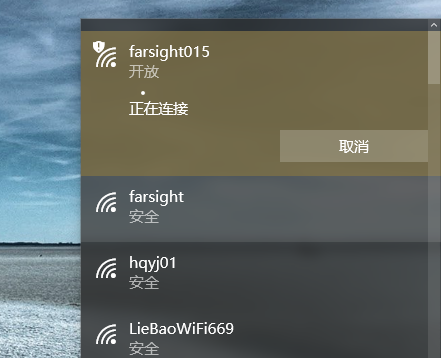 farsight015
开放
正在连接
取消
farsight
安全
hqyj01
安全
LieBaoWiFi669
安全